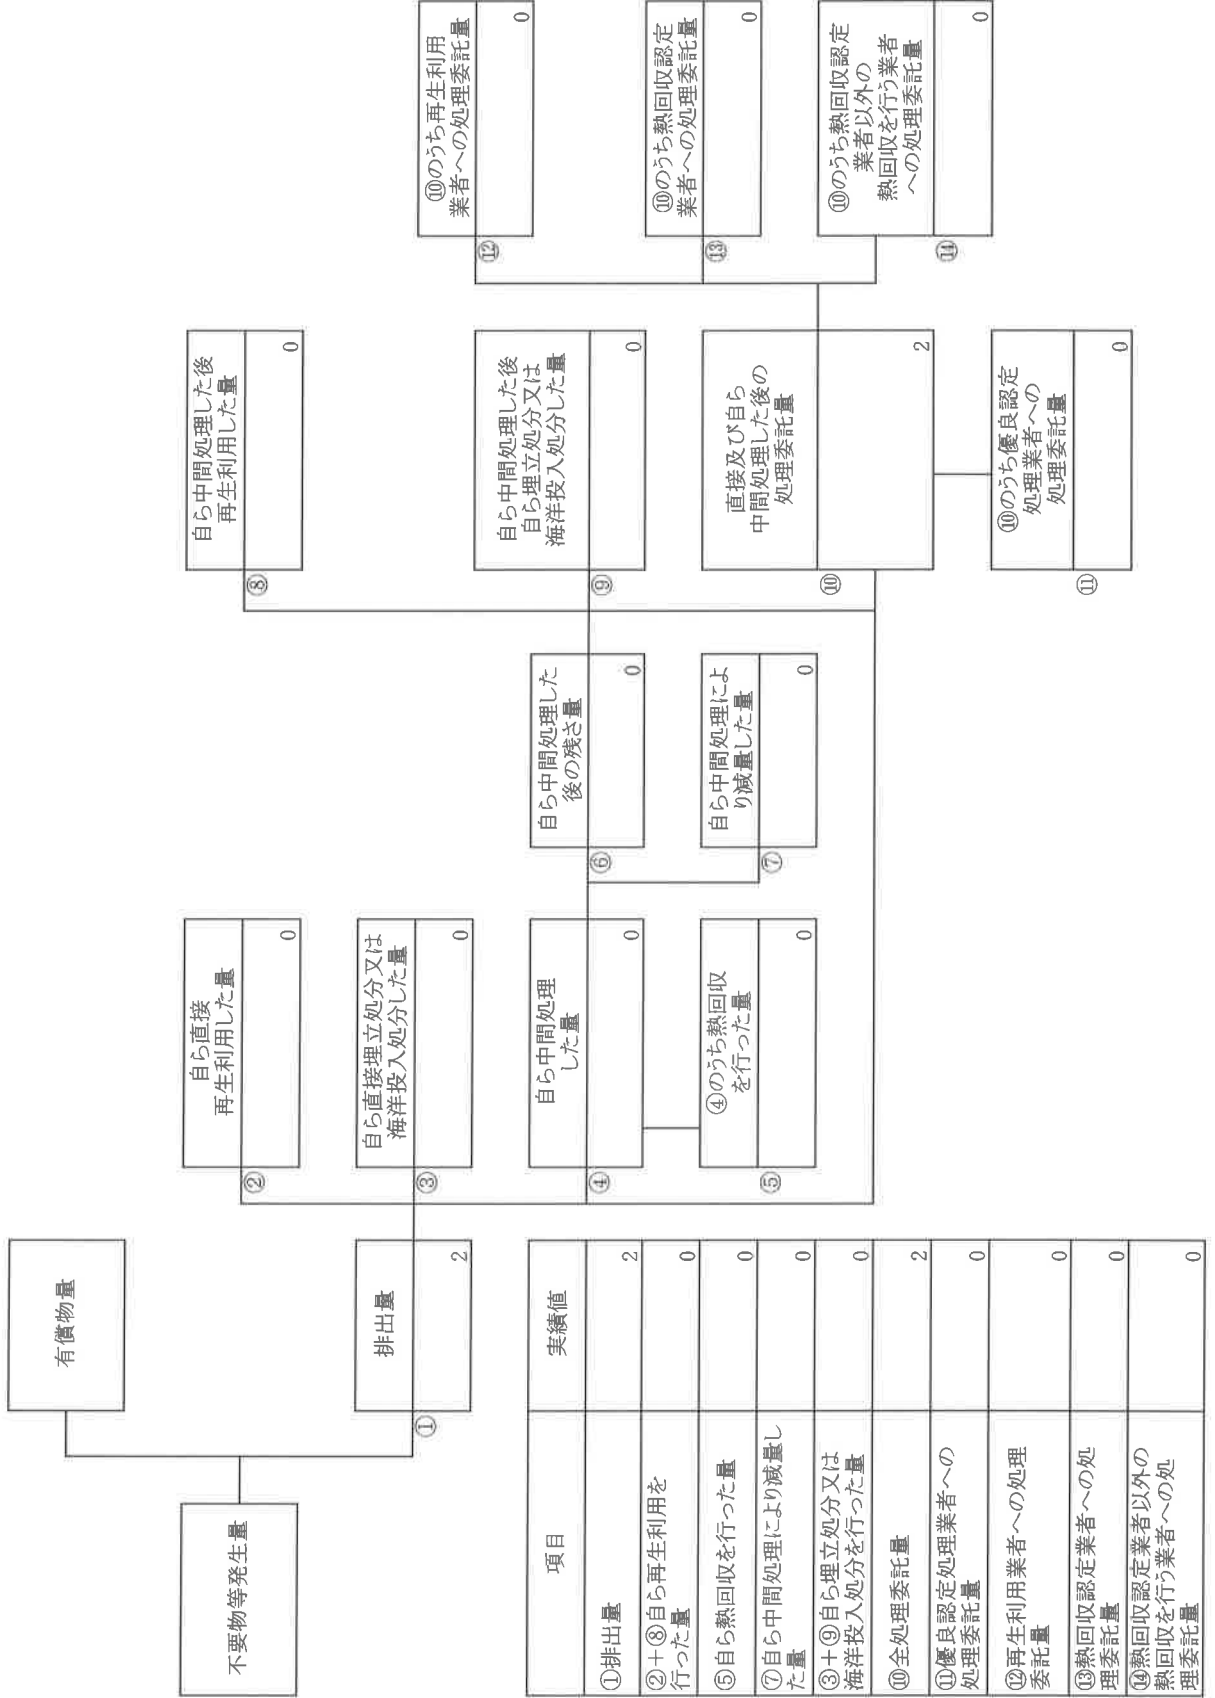 不要物等発生量
有償物量
排出量
①
2
自ら直接
再生利用した量
②
0
自ら直接埋立処分又は
海洋投入処分した量
③
0
自ら中間処理
した量
④
0
④のうち熱回収
を行った量
⑤
0
自ら中間処理した
後の残さ量
⑥
0
自ら中間処理によ
り減量した量
⑦
0
自ら中間処理した後
再生利用した量
⑧
0
自ら中間処理した後
自ら埋立処分又は
海洋投入処分した量
⑨
0
直接及び自ら
中間処理した後の
処理委託量
⑩
2
⑩のうち優良認定
処理業者への
処理委託量
⑪
0
⑩のうち再生利用
業者への処理委託量
⑫
0
⑩のうち熱回収認定
業者への処理委託量
⑬
0
⑩のうち熱回収認定
業者以外の
熱回収を行う業者
への処理委託量
⑭
0
項目 実績値
①排出量 2
②＋⑧自ら再生利用を
行った量 0
⑤自ら熱回収を行った量 0
⑦自ら中間処理により減量し
た量 0
③＋⑨自ら埋立処分又は
海洋投入処分を行った量 0
⑩全処理委託量 2
⑪優良認定処理業者への
処理委託量 0
⑫再生利用業者への処理
委託量 0
⑬熱回収認定業者への処
理委託量 0
⑭熱回収認定業者以外の
熱回収を行う業者への処
理委託量 0